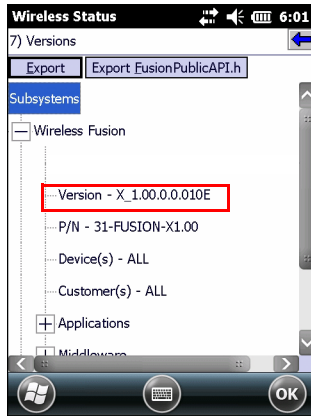 Wireless Status 6:01
7) Versions
Export Export FusionPublicAPI.h
Subsystems
Wireless Fusion
Version - X_1.00.0.0.010E
P/N - 31-FUSION-X1.00
Device(s) - ALL
Customer(s) - ALL
Applications
Middleware
OK